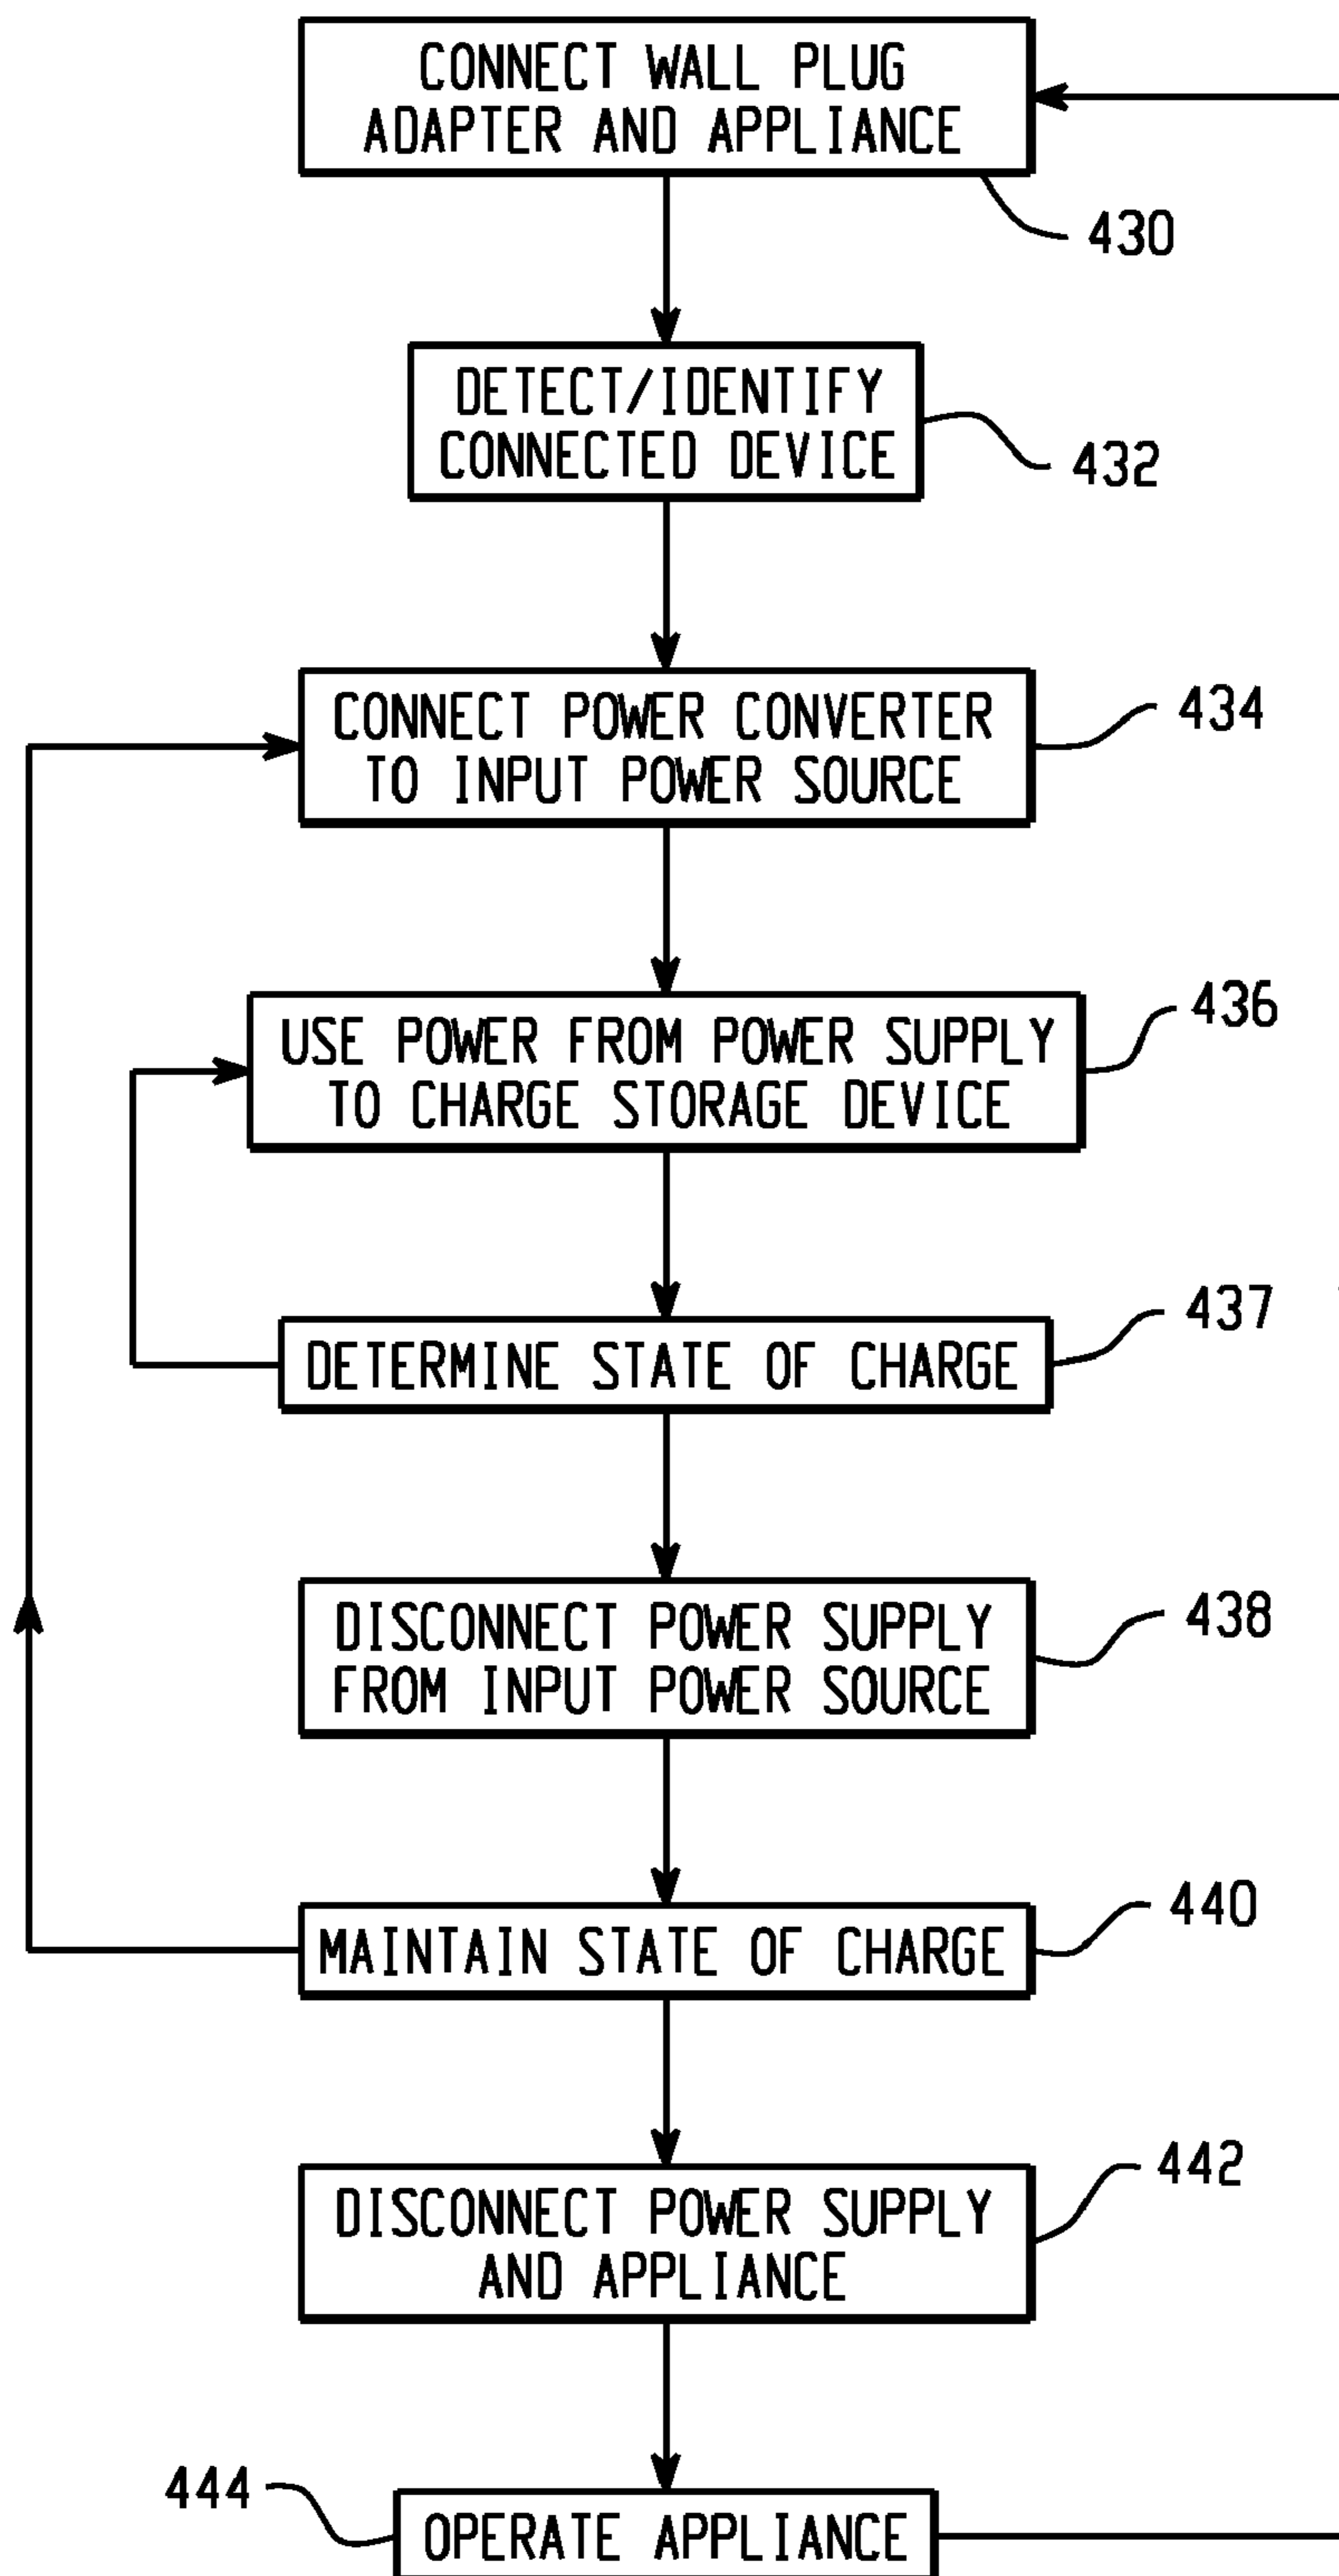 CONNECT WALL PLUG
ADAPTER AND APPLIANCE
430
DETECT/IDENTIFY
CONNECTED DEVICE
432
CONNECT POWER CONVERTER
TO INPUT POWER SOURCE
434
USE POWER FROM POWER SUPPLY
TO CHARGE STORAGE DEVICE
436
DETERMINE STATE OF CHARGE
437
DISCONNECT POWER SUPPLY
FROM INPUT POWER SOURCE
438
MAINTAIN STATE OF CHARGE
440
DISCONNECT POWER SUPPLY
AND APPLIANCE
442
444
OPERATE APPLIANCE